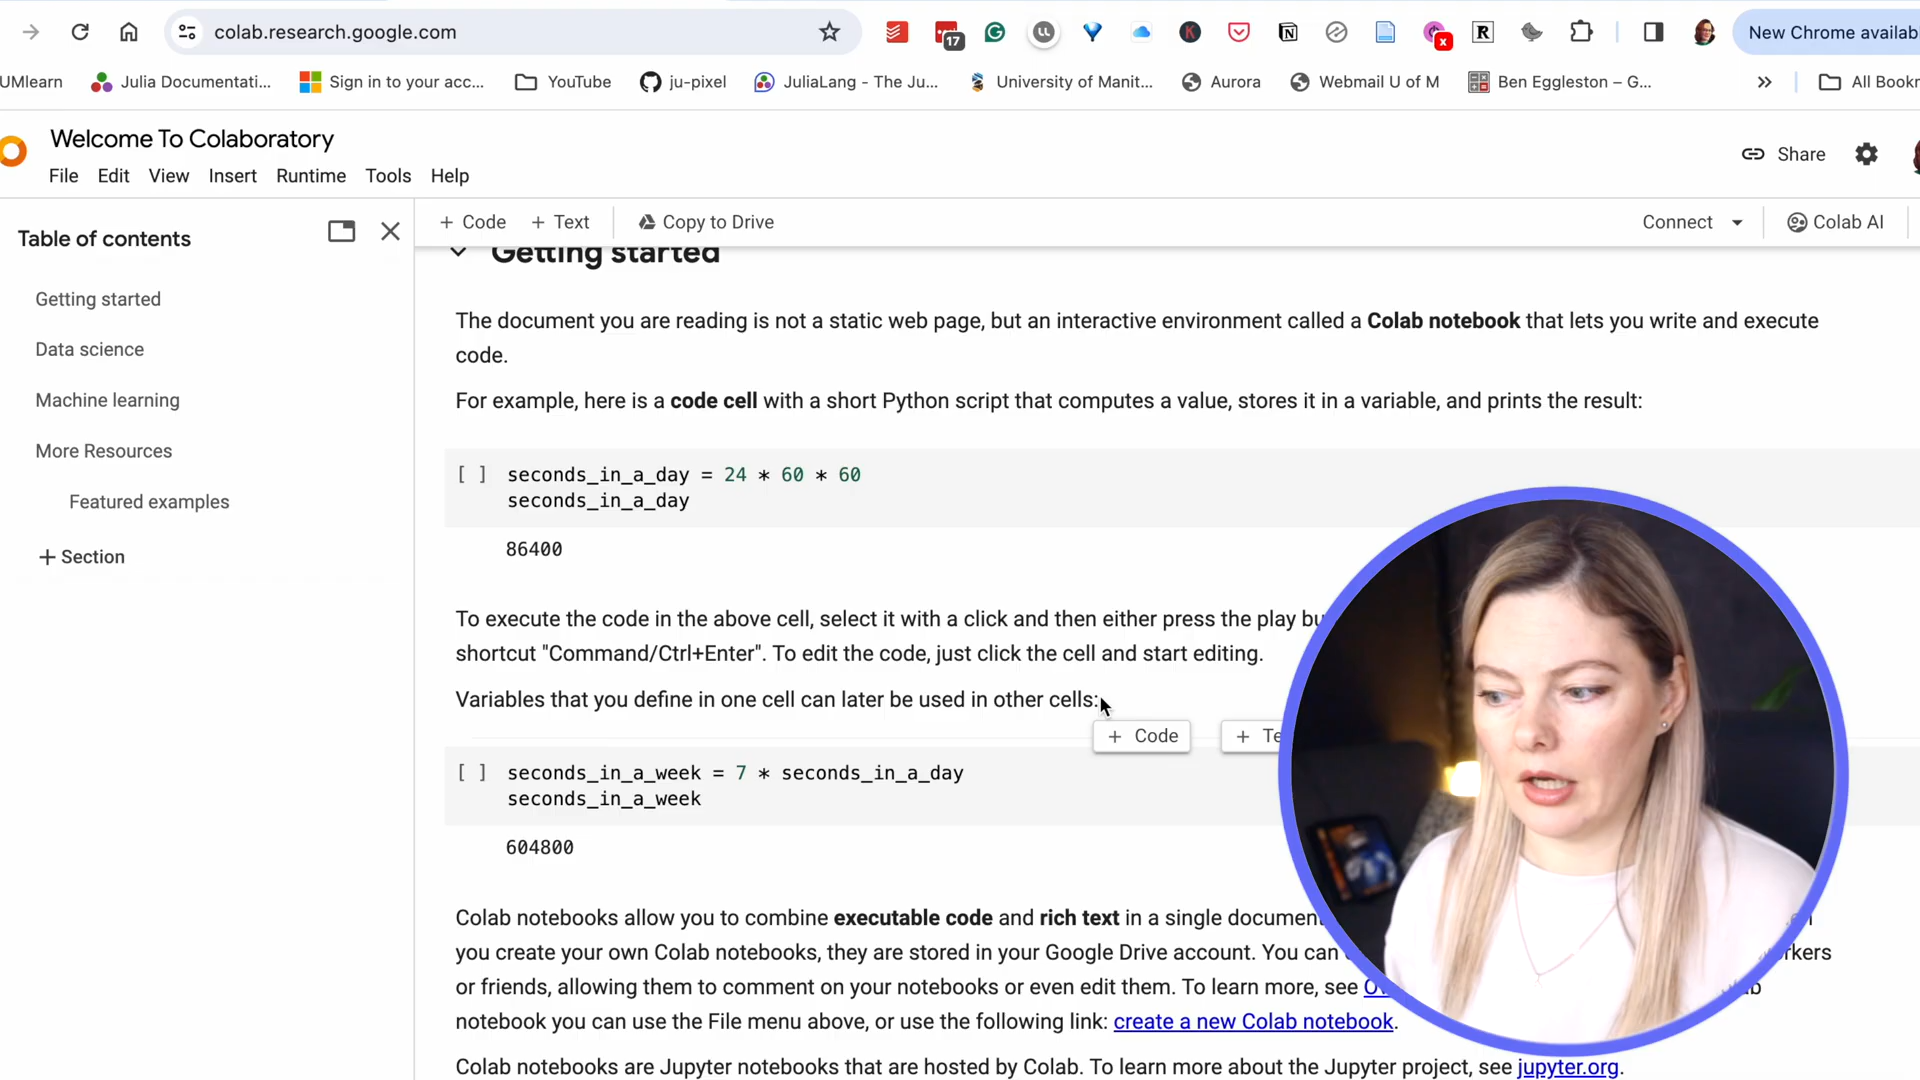 colab.research.google.com
17
New Chrome availab
UMlearn
Julia Documentati...
Sign in to your acc...
YouTube
ju-pixel
JuliaLang - The Ju...
University of Manit...
Aurora
Webmail U of M
Ben Eggleston – G...
All Bookr
Welcome To Colaboratory
File Edit View Insert Runtime Tools Help
Share
Table of contents
+ Code + Text
Copy to Drive
Connect
Colab AI
Getting started
Data science
Machine learning
More Resources
Featured examples
+ Section
Getting started
The document you are reading is not a static web page, but an interactive environment called a Colab notebook that lets you write and execute
code.
For example, here is a code cell with a short Python script that computes a value, stores it in a variable, and prints the result:
[ ] seconds_in_a_day = 24 * 60 * 60
seconds_in_a_day
86400
To execute the code in the above cell, select it with a click and then either press the play bu
shortcut "Command/Ctrl+Enter". To edit the code, just click the cell and start editing.
Variables that you define in one cell can later be used in other cells:
+ Code + Te
[ ] seconds_in_a_week = 7 * seconds_in_a_day
seconds_in_a_week
604800
Colab notebooks allow you to combine executable code and rich text in a single document
you create your own Colab notebooks, they are stored in your Google Drive account. You can rkers
or friends, allowing them to comment on your notebooks or even edit them. To learn more, see
notebook you can use the File menu above, or use the following link: create a new Colab notebook.
Colab notebooks are Jupyter notebooks that are hosted by Colab. To learn more about the Jupyter project, see jupyter.org.